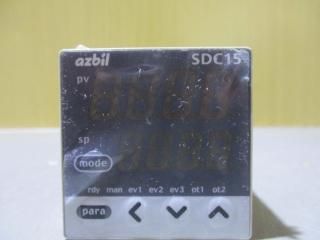 azbil SDC15
pv
sp
mode
rdy man ev1 ev2 ev3 ot1 ot2
para